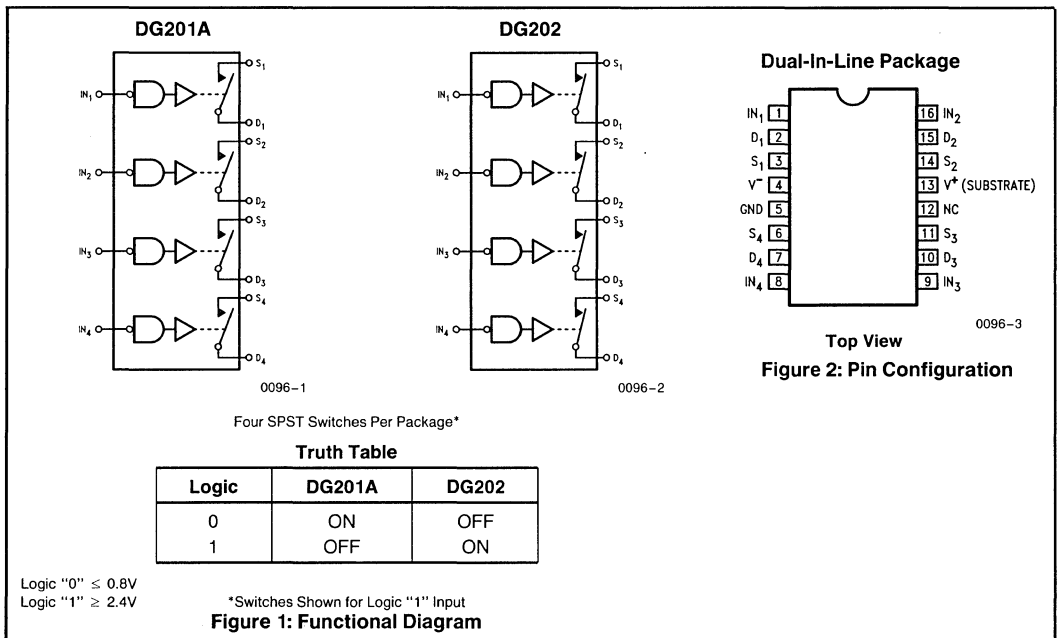 DG201A
IN₁
S₁
D₁
IN₂
S₂
D₂
IN₃
S₃
D₃
IN₄
S₄
D₄
0096-1
DG202
IN₁
S₁
D₁
IN₂
S₂
D₂
IN₃
S₃
D₃
IN₄
S₄
D₄
0096-2
Dual-In-Line Package
IN₁ 1 16 IN₂
D₁ 2 15 D₂
S₁ 3 14 S₂
V⁻ 4 13 V⁺ (SUBSTRATE)
GND 5 12 NC
S₄ 6 11 S₃
D₄ 7 10 D₃
IN₄ 8 9 IN₃
0096-3
Top View
Figure 2: Pin Configuration
Four SPST Switches Per Package*
Truth Table
Logic DG201A DG202
0 ON OFF
1 OFF ON
Logic "0" ≤ 0.8V
Logic "1" ≥ 2.4V
*Switches Shown for Logic "1" Input
Figure 1: Functional Diagram